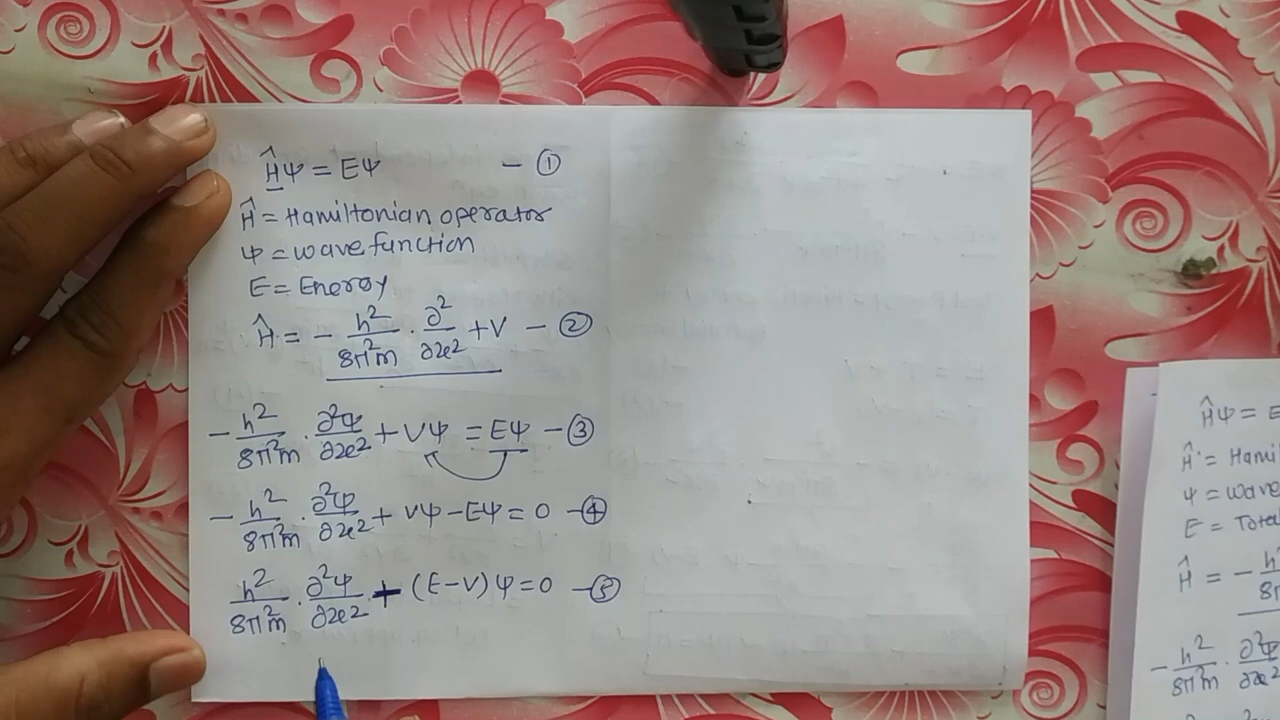 Ĥψ = Eψ - ①
Ĥ = Hamiltonian operator
ψ = wave function
E = Energy
Ĥ = - h²/8π²m · ∂²/∂x² + V - ②
- h²/8π²m · ∂²ψ/∂x² + Vψ = Eψ - ③
- h²/8π²m · ∂²ψ/∂x² + Vψ - Eψ = 0 - ④
h²/8π²m · ∂²ψ/∂x² + (E-V)ψ = 0 - ⑤
Ĥψ = E
Ĥ = Hami
ψ = wave
E = Tota
Ĥ = - h
8π
- h²/8π²m · ∂²ψ/∂x²